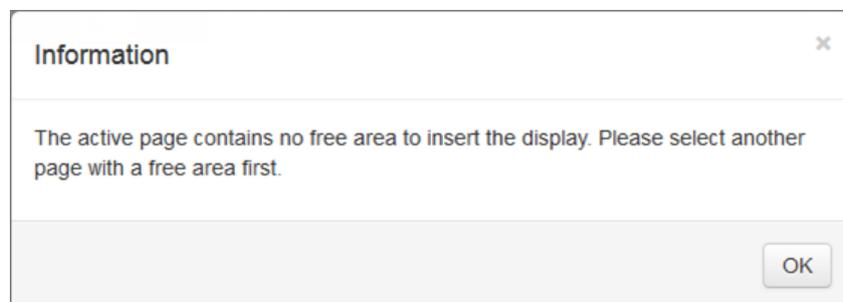 Information
×
The active page contains no free area to insert the display. Please select another
page with a free area first.
OK